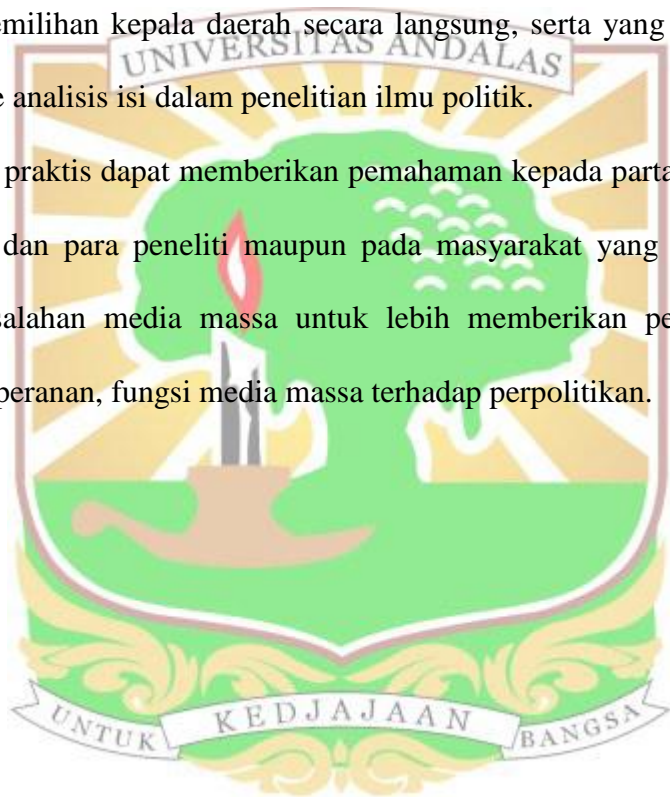 emilihan kepala daerah secara langsung, serta yang
UNIVERSITAS ANDALAS
e analisis isi dalam penelitian ilmu politik.
praktis dapat memberikan pemahaman kepada parta
dan para peneliti maupun pada masyarakat yang
salahan media massa untuk lebih memberikan pe
peranan, fungsi media massa terhadap perpolitikan.
UNTUK KEDJAJAAN BANGSA